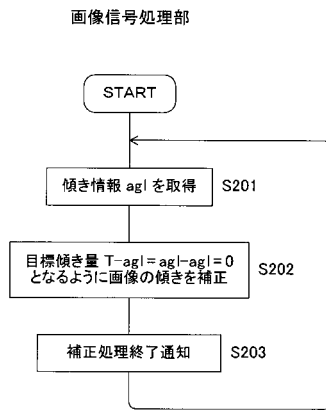 画像信号処理部
START
傾き情報 agl を取得
S201
目標傾き量 T-agl=agl-agl=0
となるように画像の傾きを補正
S202
補正処理終了通知
S203